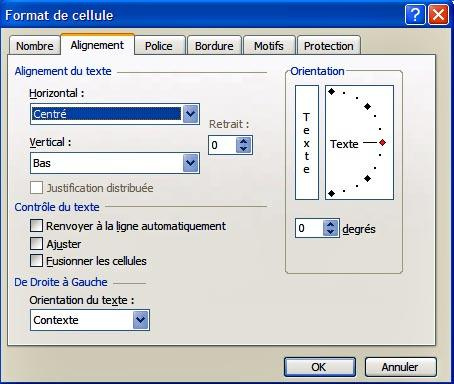 Format de cellule
Nombre Alignement Police Bordure Motifs Protection
Alignement du texte
Horizontal :
Centré
Retrait :
Vertical :
0
Bas
Justification distribuée
Contrôle du texte
Renvoyer à la ligne automatiquement
Ajuster
Fusionner les cellules
De Droite à Gauche
Orientation du texte :
Contexte
Orientation
Texte
Texte
0 degrés
OK Annuler